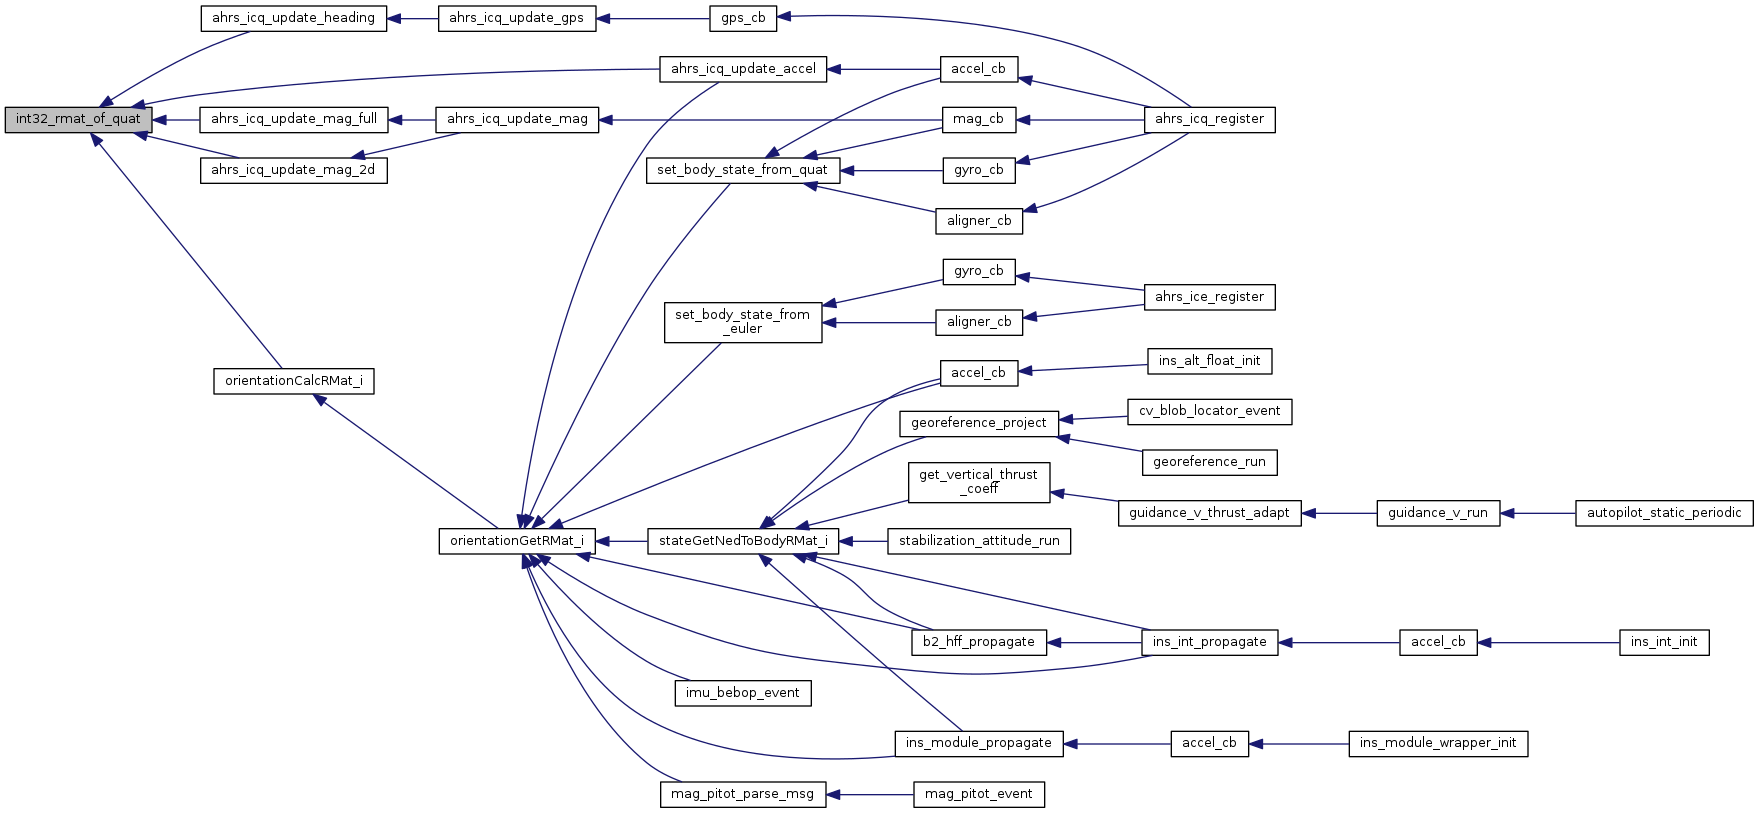 ahrs_icq_update_heading
ahrs_icq_update_gps
gps_cb
ahrs_icq_update_accel
accel_cb
int32_rmat_of_quat
ahrs_icq_update_mag_full
ahrs_icq_update_mag
mag_cb
ahrs_icq_register
ahrs_icq_update_mag_2d
set_body_state_from_quat
gyro_cb
aligner_cb
gyro_cb
ahrs_ice_register
set_body_state_from
_euler
aligner_cb
ins_alt_float_init
accel_cb
orientationCalcRMat_i
cv_blob_locator_event
georeference_project
georeference_run
get_vertical_thrust
_coeff
guidance_v_thrust_adapt
guidance_v_run
autopilot_static_periodic
orientationGetRMat_i
stateGetNedToBodyRMat_i
stabilization_attitude_run
b2_hff_propagate
ins_int_propagate
accel_cb
ins_int_init
imu_bebop_event
ins_module_propagate
accel_cb
ins_module_wrapper_init
mag_pitot_parse_msg
mag_pitot_event